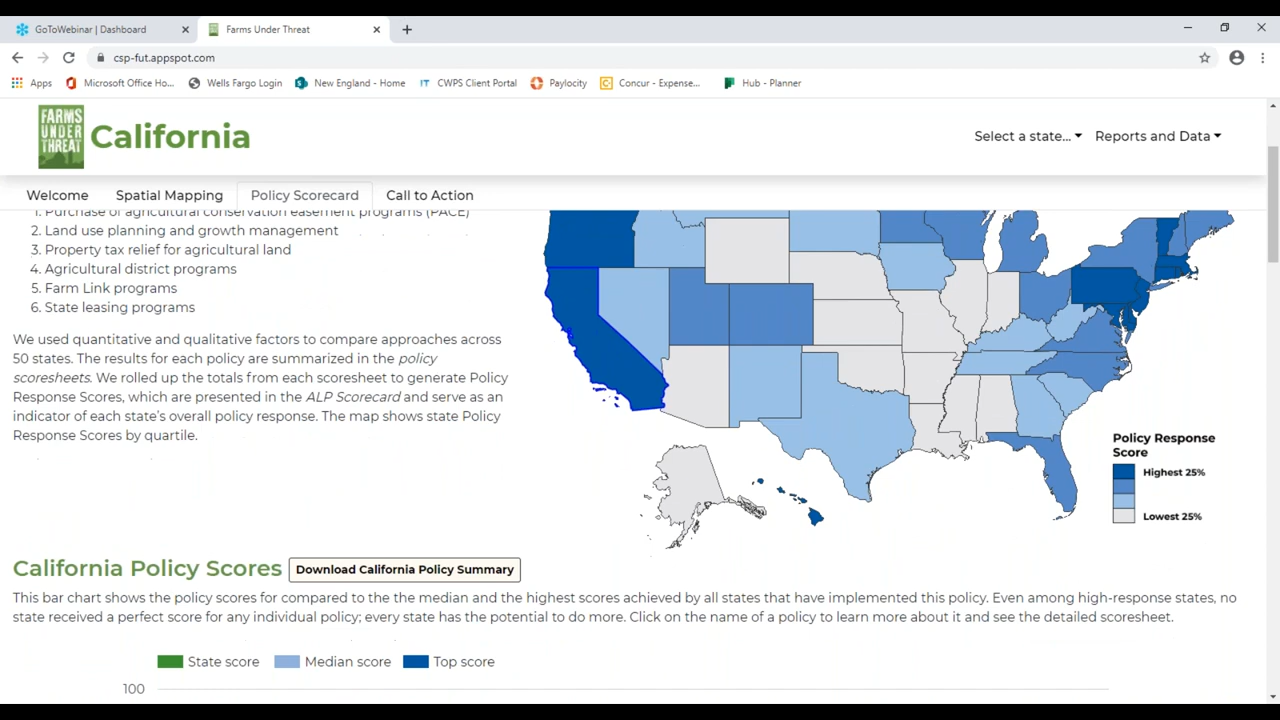 GoToWebinar | Dashboard
Farms Under Threat
csp-fut.appspot.com
Apps
Microsoft Office Ho...
Wells Fargo Login
New England - Home
IT CWPS Client Portal
Paylocity
Concur - Expense...
Hub - Planner
FARMS
UNDER
THREAT
California
Select a state...
Reports and Data
Welcome
Spatial Mapping
Policy Scorecard
Call to Action
1. Purchase of agricultural conservation easement programs (PACE)
2. Land use planning and growth management
3. Property tax relief for agricultural land
4. Agricultural district programs
5. Farm Link programs
6. State leasing programs
We used quantitative and qualitative factors to compare approaches across
50 states. The results for each policy are summarized in the policy
scoresheets. We rolled up the totals from each scoresheet to generate Policy
Response Scores, which are presented in the ALP Scorecard and serve as an
indicator of each state's overall policy response. The map shows state Policy
Response Scores by quartile.
Policy Response
Score
Highest 25%
Lowest 25%
California Policy Scores
Download California Policy Summary
This bar chart shows the policy scores for compared to the the median and the highest scores achieved by all states that have implemented this policy. Even among high-response states, no
state received a perfect score for any individual policy; every state has the potential to do more. Click on the name of a policy to learn more about it and see the detailed scoresheet.
State score
Median score
Top score
100